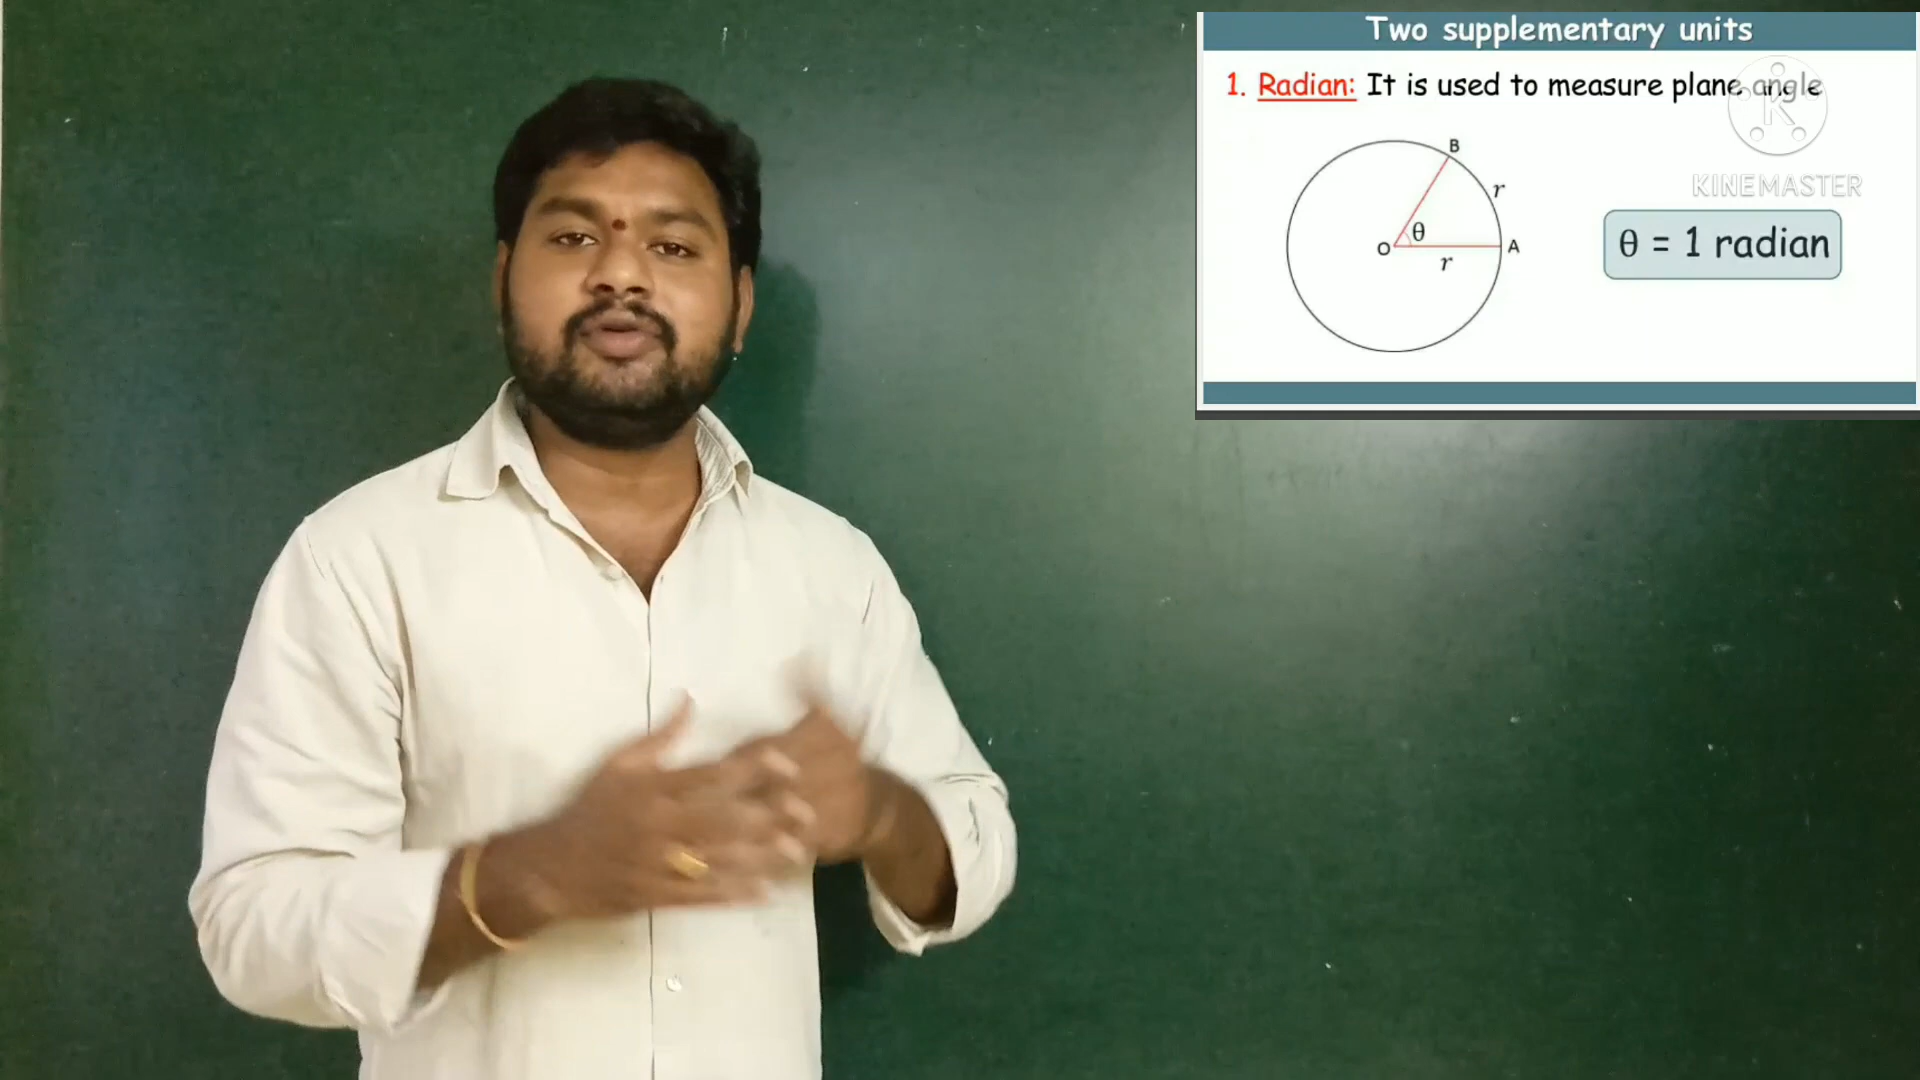 Two supplementary units
1. Radian: It is used to measure plane angle
B
r
θ
O
A
r
θ = 1 radian
K
KINEMASTER